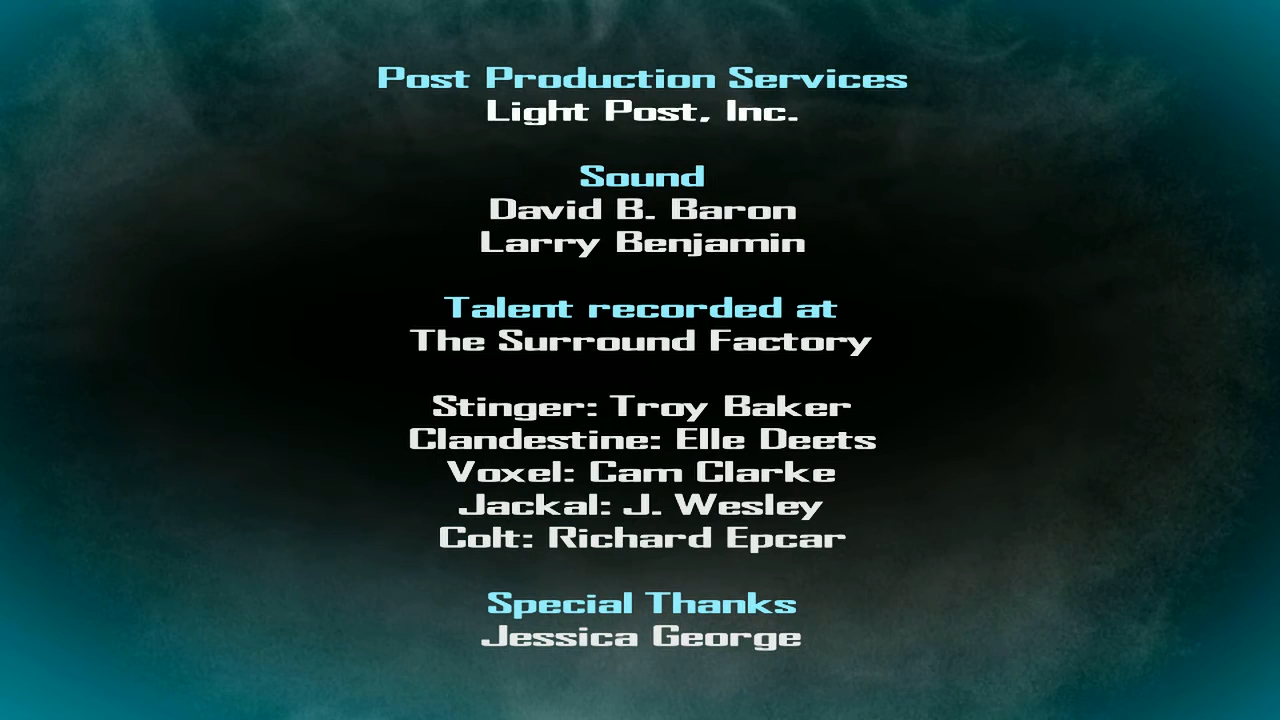 Post Production Services
Light Post, Inc.
Sound
David B. Baron
Larry Benjamin
Talent recorded at
The Surround Factory
Stinger: Troy Baker
Clandestine: Elle Deets
Voxel: Cam Clarke
Jackal: J. Wesley
Colt: Richard Epcar
Special Thanks
Jessica George